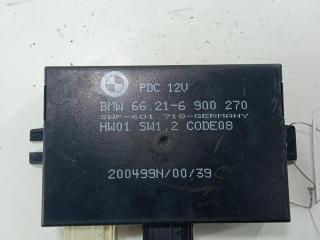 PDC 12V
BMW 66.21-6 900 270
SWF-601.718-GERMANY
HW01 SW1.2 CODE08
200499N/00/39